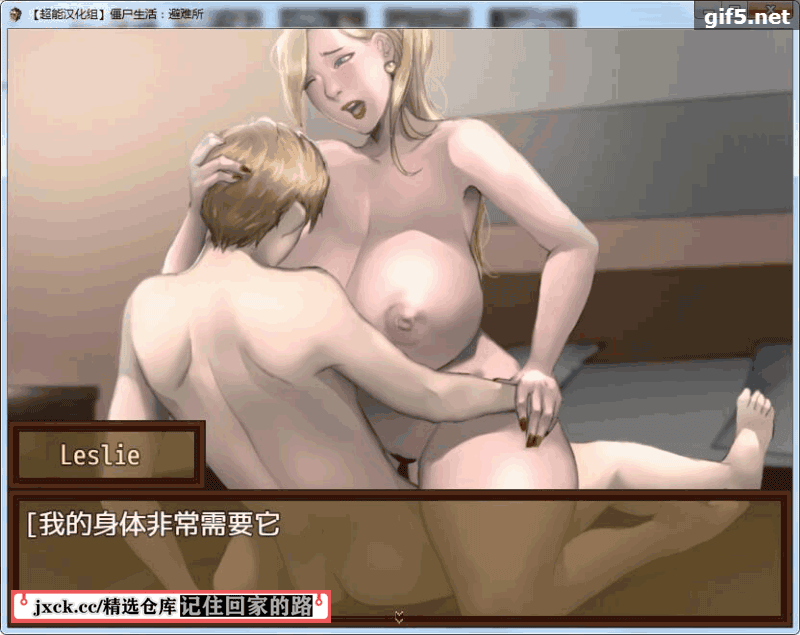 【超能汉化组】僵尸生活：避难所
gif5.net
Leslie
[我的身体非常需要它
jxck.cc/精选仓库 记住回家的路